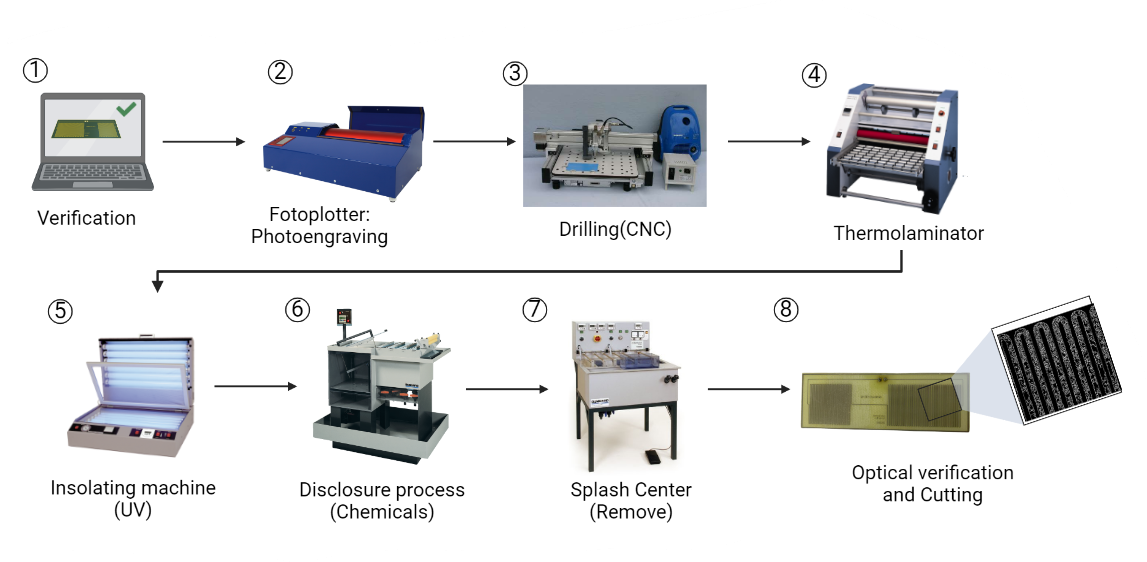 ①
Verification
②
Fotoplotter:
Photoengraving
③
Drilling(CNC)
④
Thermolaminator
⑤
Insolating machine
(UV)
⑥
Disclosure process
(Chemicals)
⑦
Splash Center
(Remove)
⑧
Optical verification
and Cutting